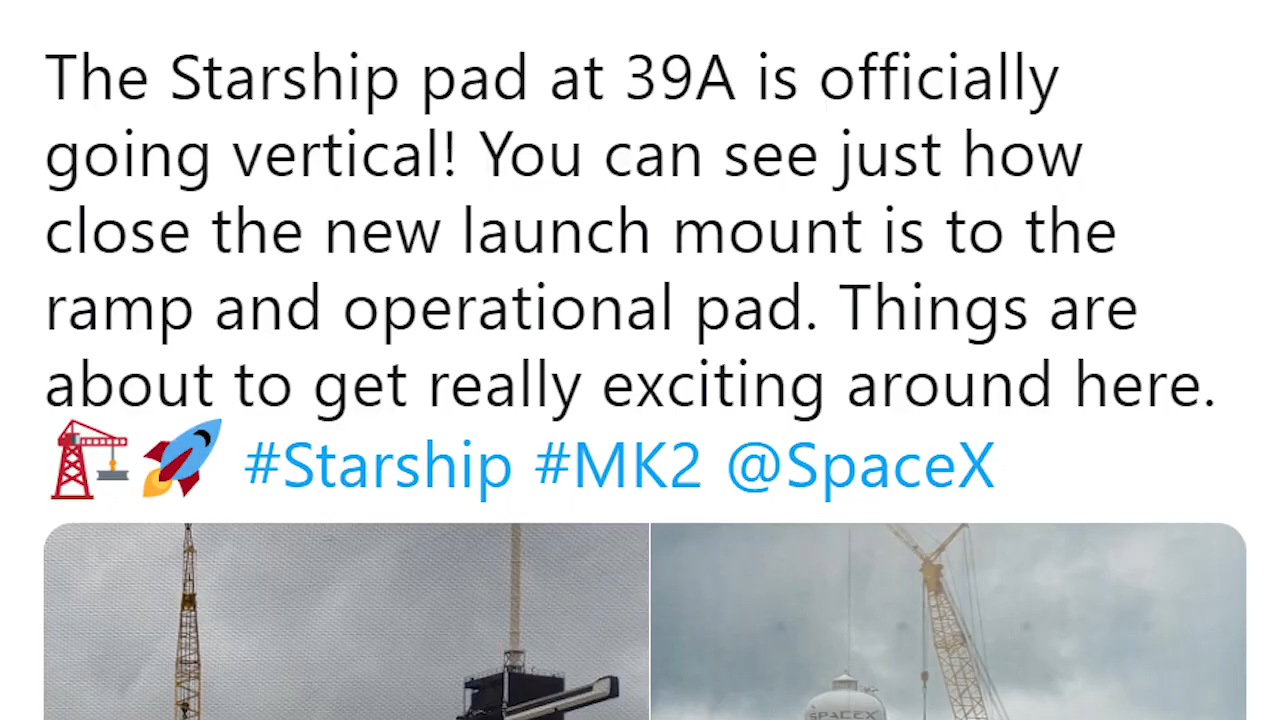 The Starship pad at 39A is officially
going vertical! You can see just how
close the new launch mount is to the
ramp and operational pad. Things are
about to get really exciting around here.
🏗️🚀 #Starship #MK2 @SpaceX
SPACEX